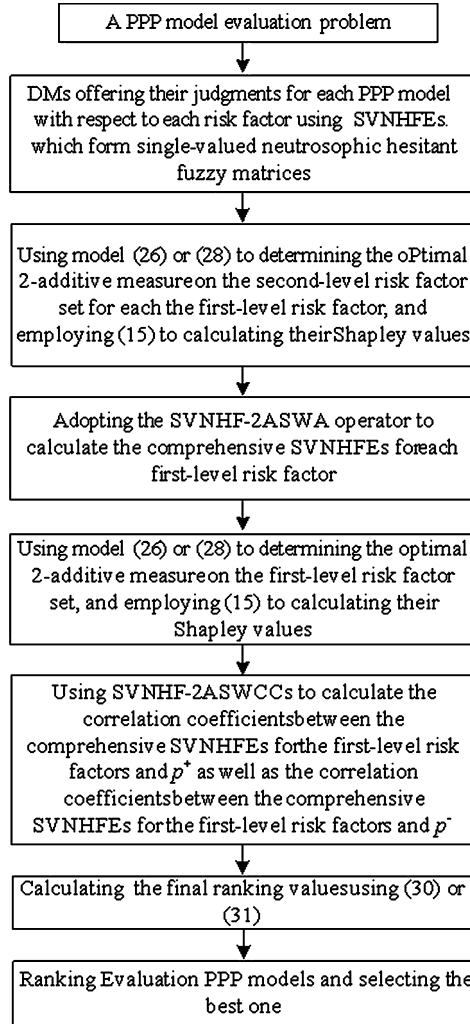 A PPP model evaluation problem
DMs offering their judgments for each PPP model
with respect to each risk factor using SVNHFEs.
which form single-valued neutrosophic hesitant
fuzzy matrices
Using model (26) or (28) to determining the oPtimal
2-additive measureon the second-level risk factor
set for each the first-level risk factor, and
employing (15) to calculating theirShapley values
Adopting the SVNHF-2ASWA operator to
calculate the comprehensive SVNHFEs foreach
first-level risk factor
Using model (26) or (28) to determining the optimal
2-additive measureon the first-level risk factor
set, and employing (15) to calculating their
Shapley values
Using SVNHF-2ASWCCs to calculate the
correlation coefficientsbetween the
comprehensive SVNHFEs forthe first-level risk
factors and p⁺ as well as the correlation
coefficientsbetween the comprehensive
SVNHFEs forthe first-level risk factors and p⁻
Calculating the final ranking valuesusing (30) or
(31)
Ranking Evaluation PPP models and selecting the
best one